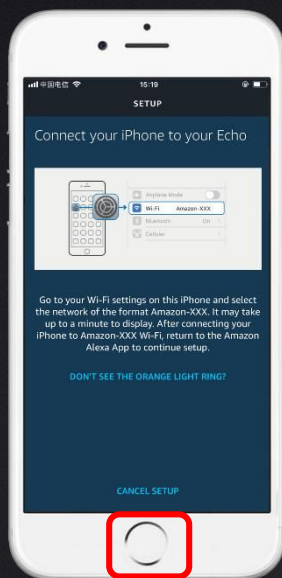 中国电信 15:19
SETUP
Connect your iPhone to your Echo
Airplane Mode
Wi-Fi Amazon-XXX
Bluetooth On
Celluler
Go to your Wi-Fi settings on this iPhone and select
the network of the format Amazon-XXX. It may take
up to a minute to display. After connecting your
iPhone to Amazon-XXX Wi-Fi, return to the Amazon
Alexa App to continue setup.
DON'T SEE THE ORANGE LIGHT RING?
CANCEL SETUP